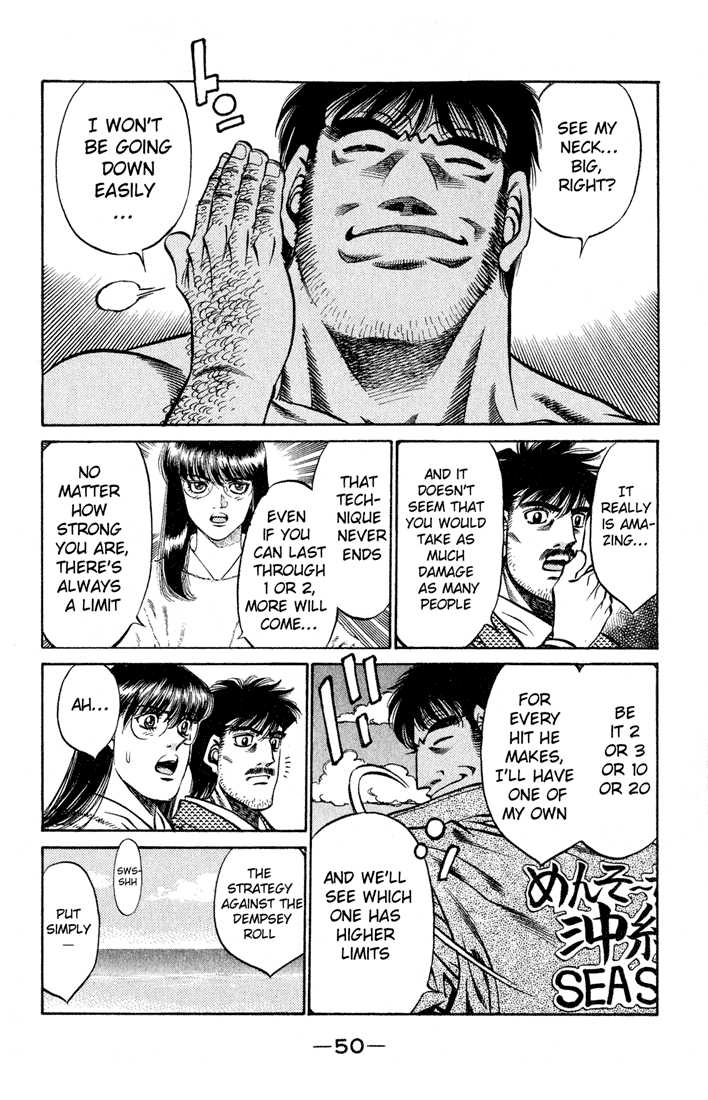 トン
SEE MY
NECK...
BIG,
RIGHT?
I WON'T
BE GOING
DOWN
EASILY
...
IT
REALLY
IS AMA-
ZING...
AND IT
DOESN'T
SEEM THAT
YOU WOULD
TAKE AS
MUCH
DAMAGE
AS MANY
PEOPLE
THAT
TECH-
NIQUE
NEVER
ENDS
EVEN
IF YOU
CAN LAST
THROUGH
1 OR 2,
MORE WILL
COME...
NO
MATTER
HOW
STRONG
YOU ARE,
THERE'S
ALWAYS
A LIMIT
BE
IT 2
OR 3
OR 10
OR 20
FOR
EVERY
HIT HE
MAKES,
I'LL HAVE
ONE OF
MY OWN
AND WE'LL
SEE WHICH
ONE HAS
HIGHER
LIMITS
めんそ～
沖
SEAS
AH...
THE
STRATEGY
AGAINST THE
DEMPSEY
ROLL
SWS-
SHH
PUT
SIMPLY
—
—50—